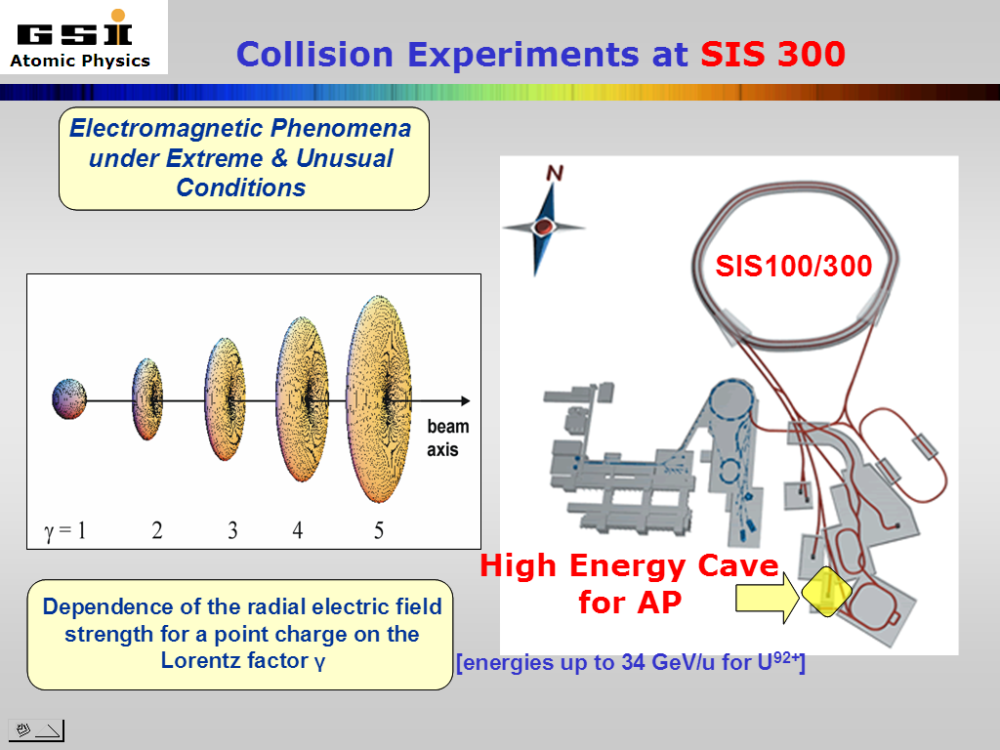 GSI
Atomic Physics
Collision Experiments at SIS 300
Electromagnetic Phenomena
under Extreme & Unusual
Conditions
N
SIS100/300
beam
axis
γ = 1 2 3 4 5
High Energy Cave
for AP
Dependence of the radial electric field
strength for a point charge on the
Lorentz factor γ
[energies up to 34 GeV/u for U⁹²⁺]